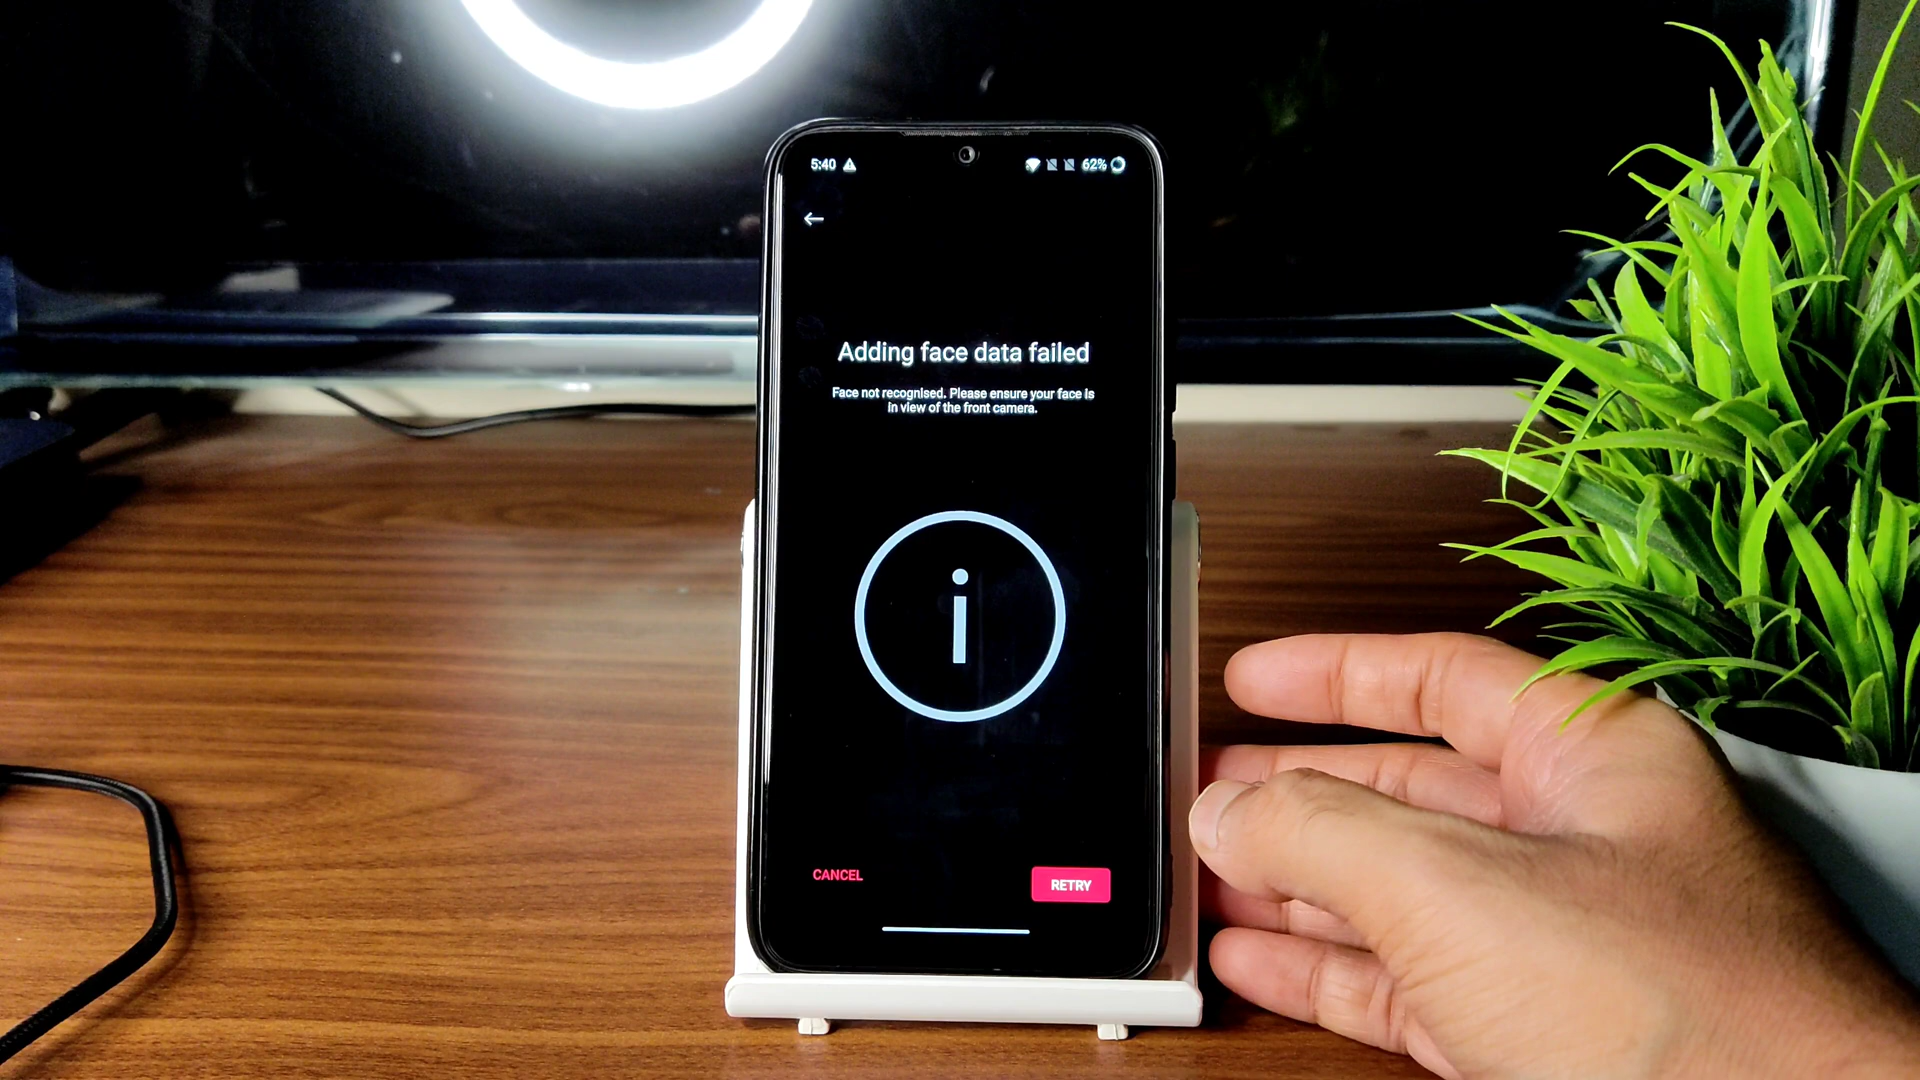 5:40
62%
Adding face data failed
Face not recognised. Please ensure your face is
in view of the front camera.
CANCEL
RETRY